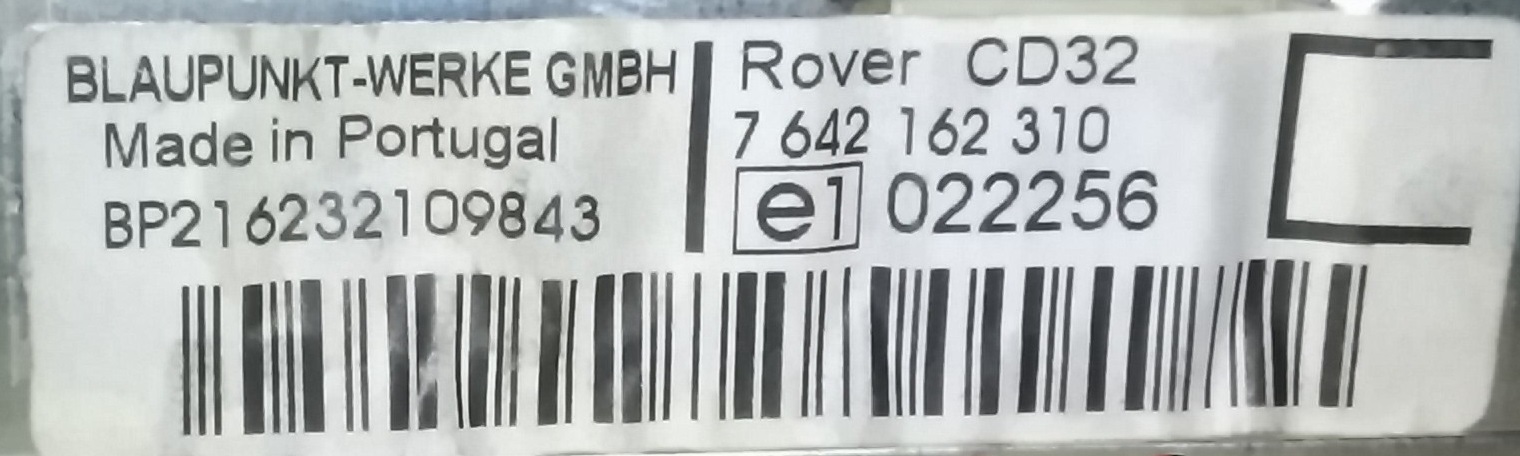 BLAUPUNKT-WERKE GMBH
Made in Portugal
BP216232109843
Rover CD32
7 642 162 310
e1 022256